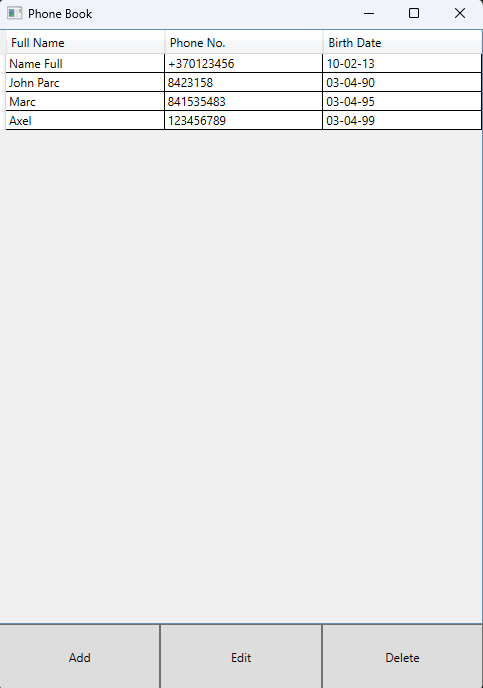 Phone Book
Full Name Phone No. Birth Date
Name Full +370123456 10-02-13
John Parc 8423158 03-04-90
Marc 841535483 03-04-95
Axel 123456789 03-04-99
Add Edit Delete